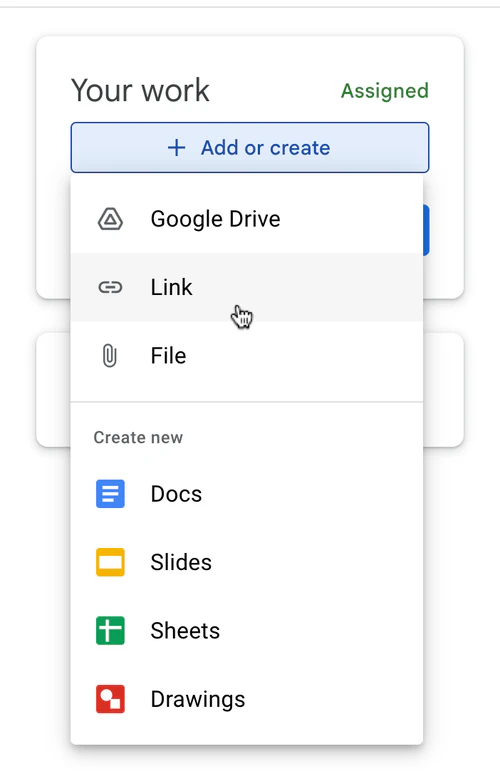 Your work
Assigned
+ Add or create
Google Drive
Link
File
Create new
Docs
Slides
Sheets
Drawings